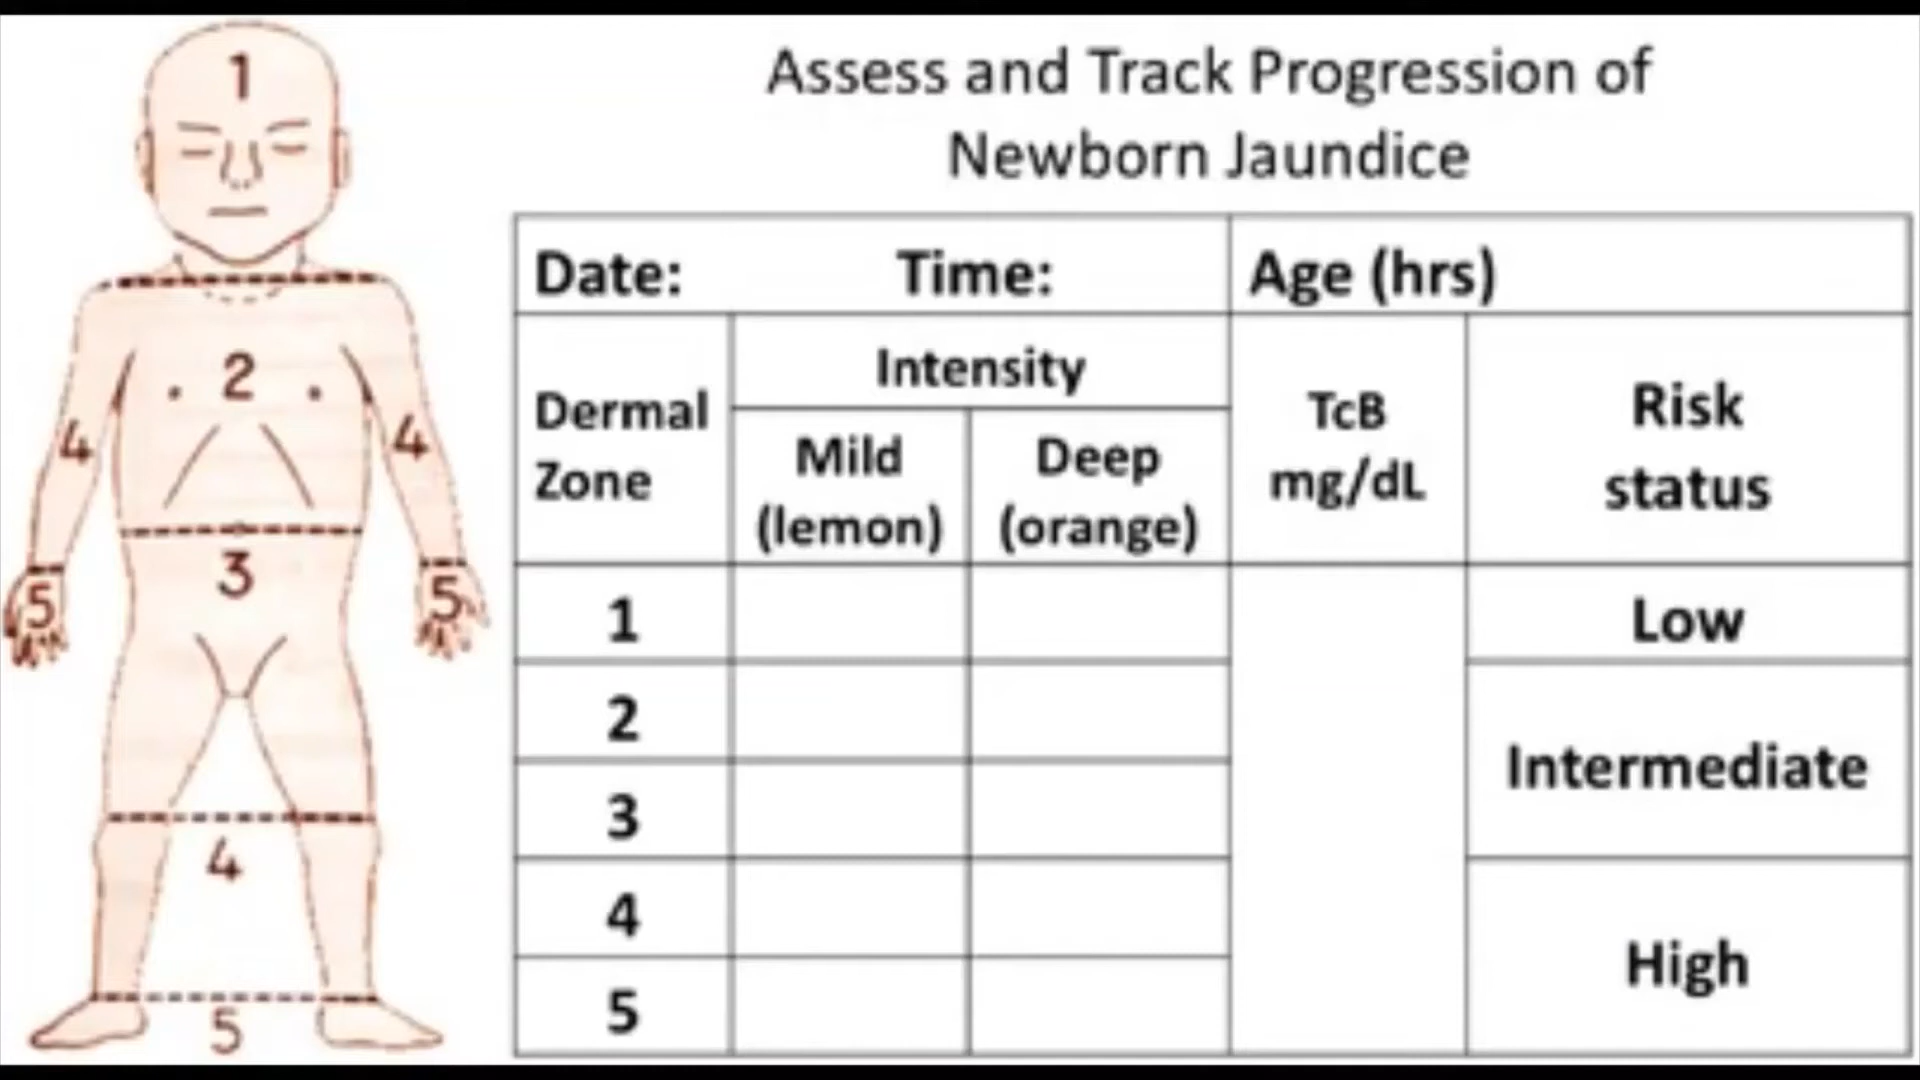 Assess and Track Progression of
Newborn Jaundice
Date: Time: Age (hrs)
Dermal
Zone
Intensity
Mild
(lemon)
Deep
(orange)
TcB
mg/dL
Risk
status
1
2
3
4
5
Low
Intermediate
High
1
2
4 4
3
5 5
4
5